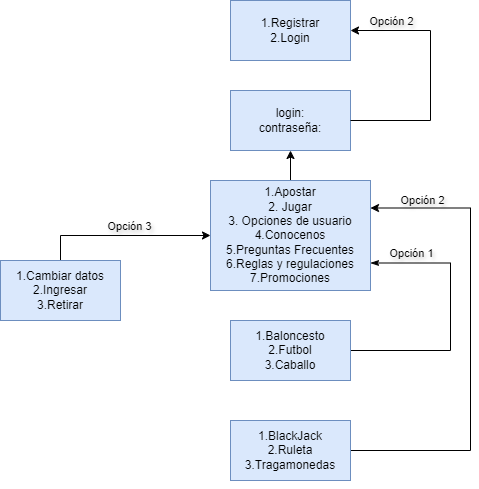 1.Registrar
2.Login
Opción 2
login:
contraseña:
1.Apostar
2. Jugar
3. Opciones de usuario
4.Conocenos
5.Preguntas Frecuentes
6.Reglas y regulaciones
7.Promociones
Opción 2
Opción 3
Opción 1
1.Cambiar datos
2.Ingresar
3.Retirar
1.Baloncesto
2.Futbol
3.Caballo
1.BlackJack
2.Ruleta
3.Tragamonedas